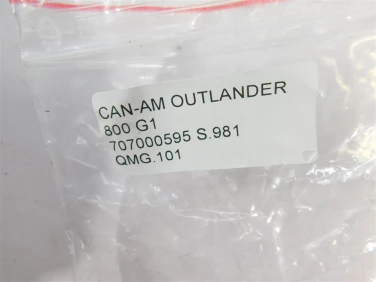 CAN-AM OUTLANDER
800 G1
707000595 S.981
QMG.101